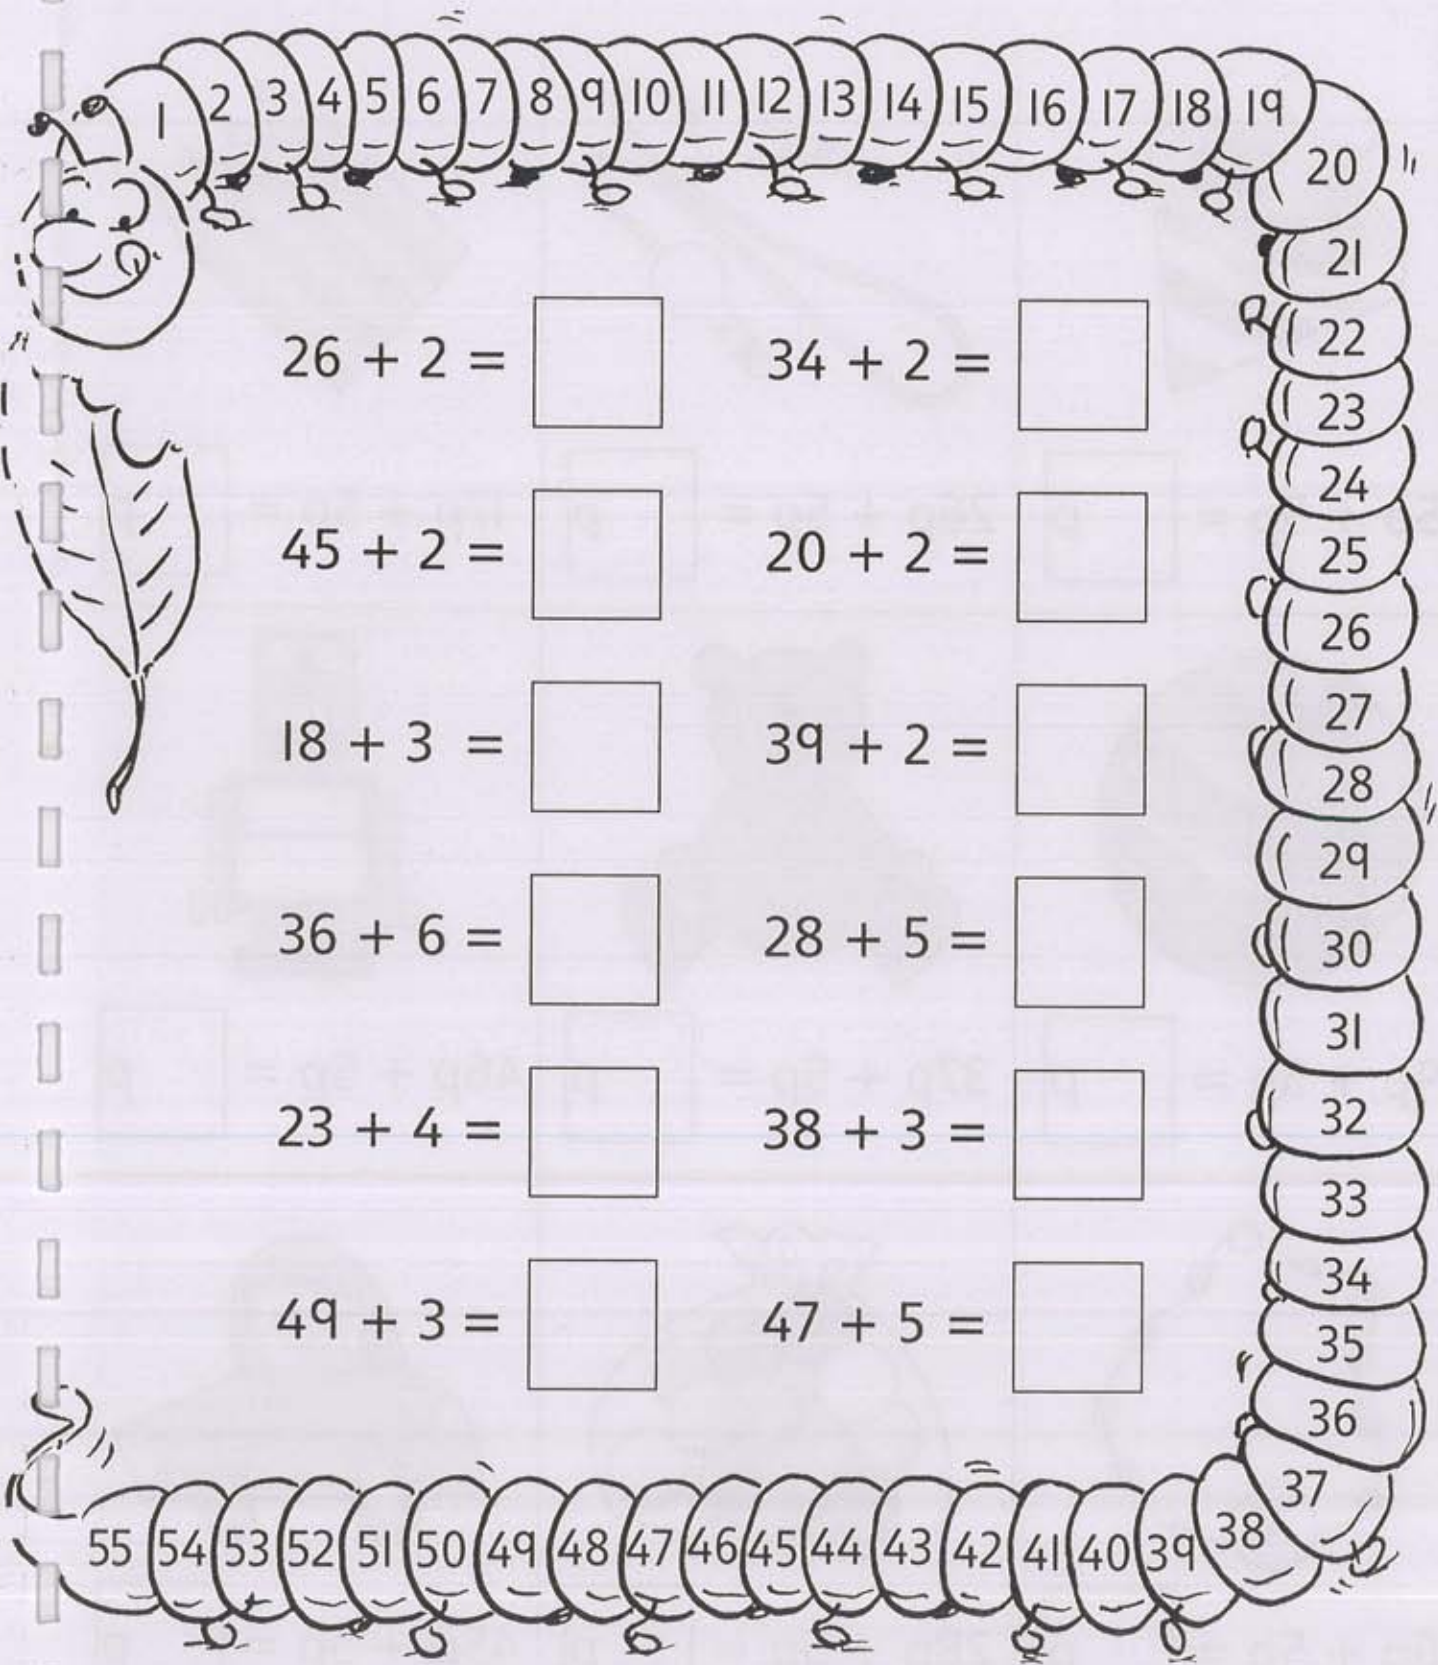 1 2 3 4 5 6 7 8 9 10 11 12 13 14 15 16 17 18 19
20
21
22
23
24
25
26
27
28
29
30
31
32
33
34
35
36
37
38
55 54 53 52 51 50 49 48 47 46 45 44 43 42 41 40 39
26 + 2 =
34 + 2 =
45 + 2 =
20 + 2 =
18 + 3 =
39 + 2 =
36 + 6 =
28 + 5 =
23 + 4 =
38 + 3 =
49 + 3 =
47 + 5 =